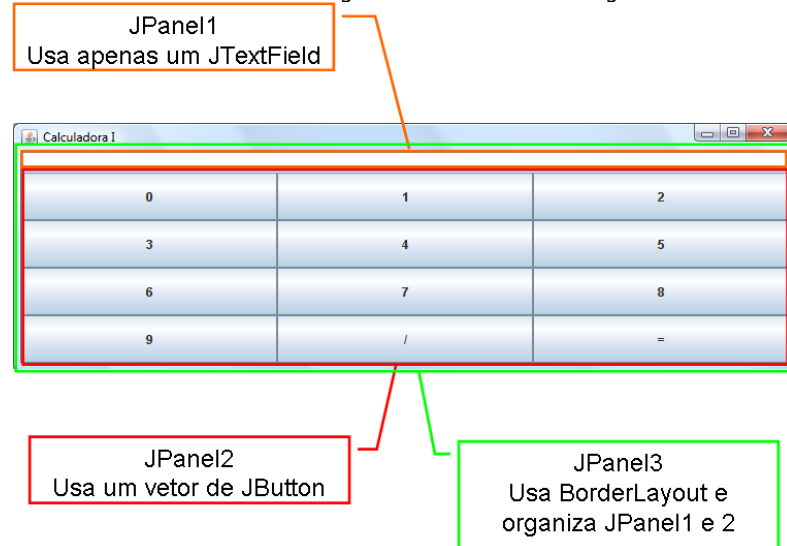 JPanel1
Usa apenas um JTextField
Calculadora I
0 1 2
3 4 5
6 7 8
9 / =
JPanel2
Usa um vetor de JButton
JPanel3
Usa BorderLayout e
organiza JPanel1 e 2